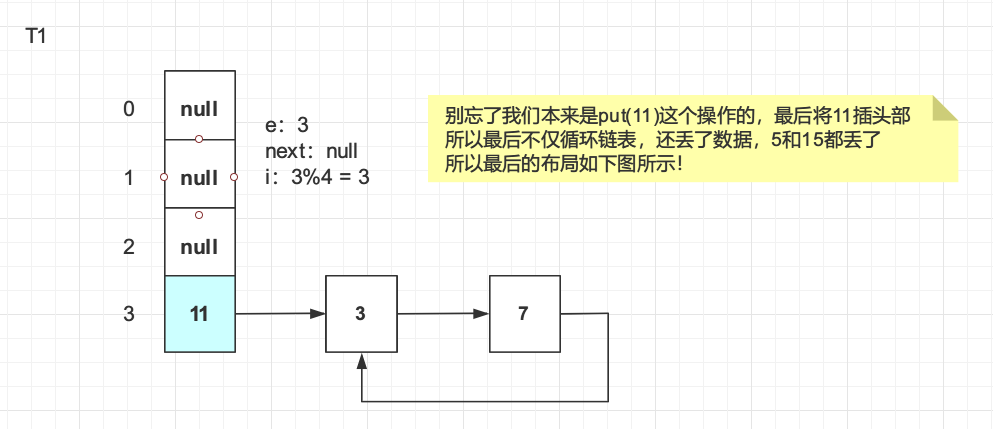 T1
0
null
e：3
next：null
i：3%4 = 3
别忘了我们本来是put(11)这个操作的，最后将11插头部
所以最后不仅循环链表，还丢了数据，5和15都丢了
所以最后的布局如下图所示！
1
null
2
null
3
11
3
7